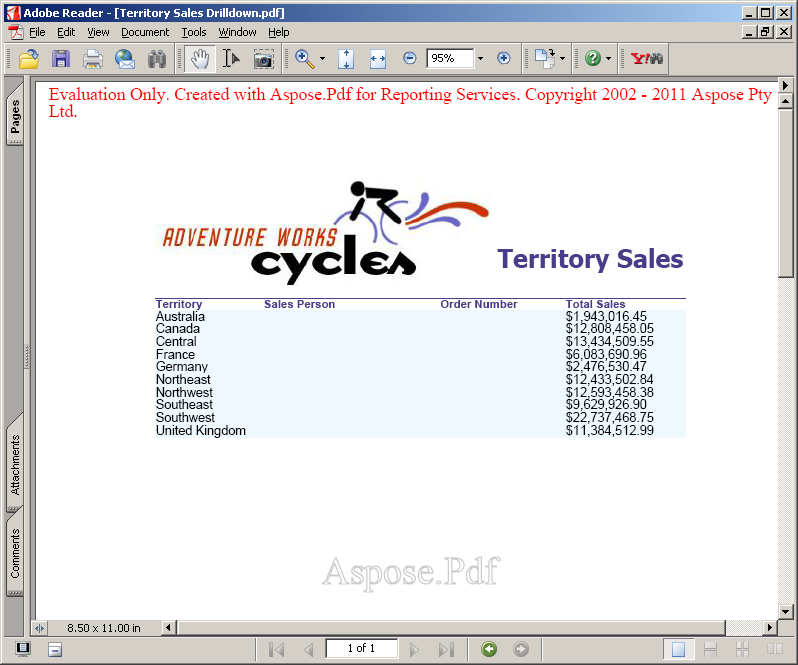 Adobe Reader - [Territory Sales Drilldown.pdf]
File Edit View Document Tools Window Help
95%
Y!
Pages
Evaluation Only. Created with Aspose.Pdf for Reporting Services. Copyright 2002 - 2011 Aspose Pty
Ltd.
ADVENTURE WORKS
cycles
Territory Sales
Territory Sales Person Order Number Total Sales
Australia $1,943,016.45
Canada $12,808,458.05
Central $13,434,509.55
France $6,083,690.96
Germany $2,476,530.47
Northeast $12,433,502.84
Northwest $12,593,458.38
Southeast $9,629,926.90
Southwest $22,737,468.75
United Kingdom $11,384,512.99
Attachments
Comments
Aspose.Pdf
8.50 x 11.00 in
1 of 1